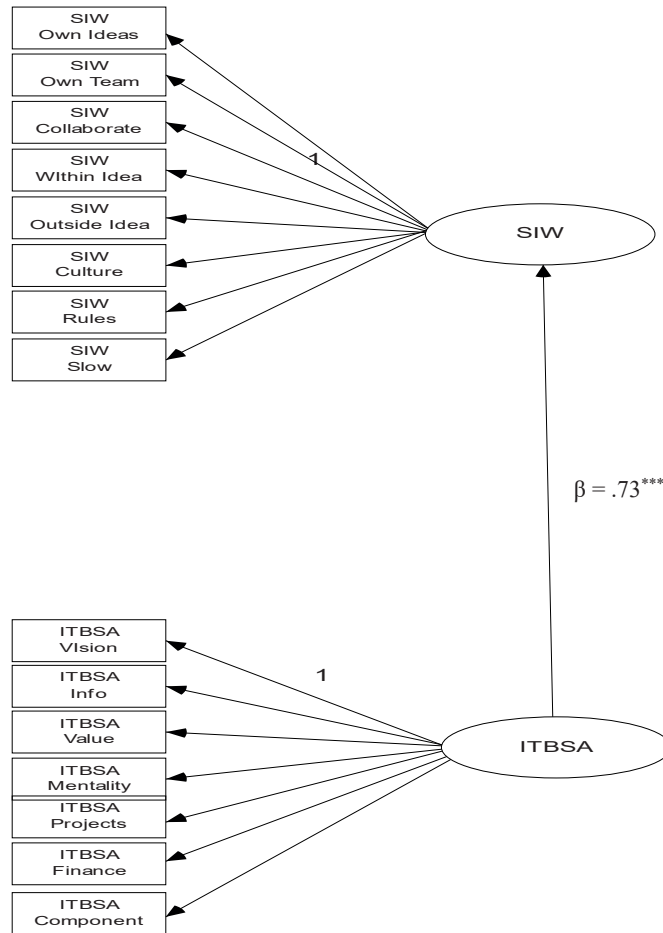 SIW
Own Ideas
SIW
Own Team
SIW
Collaborate
1
SIW
WIthin Idea
SIW
Outside Idea
SIW
SIW
Culture
SIW
Rules
SIW
Slow
β = .73***
ITBSA
VIsion
1
ITBSA
Info
ITBSA
Value
ITBSA
ITBSA
Mentality
ITBSA
Projects
ITBSA
Finance
ITBSA
Component